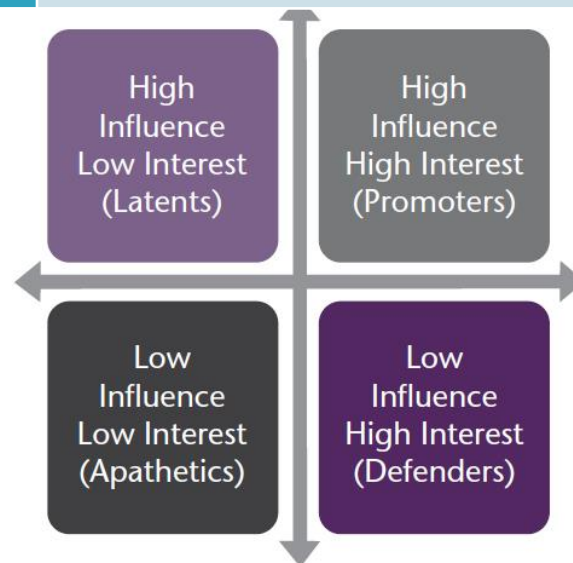 High
Influence
Low Interest
(Latents)
High
Influence
High Interest
(Promoters)
Low
Influence
Low Interest
(Apathetics)
Low
Influence
High Interest
(Defenders)